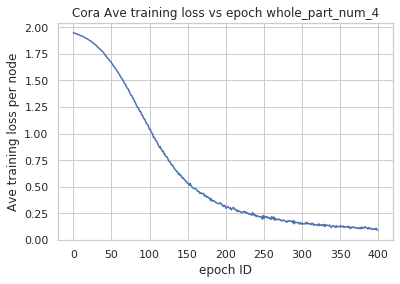 Cora Ave training loss vs epoch whole_part_num_4
Ave training loss per node
2.00
1.75
1.50
1.25
1.00
0.75
0.50
0.25
0.00
0 50 100 150 200 250 300 350 400
epoch ID